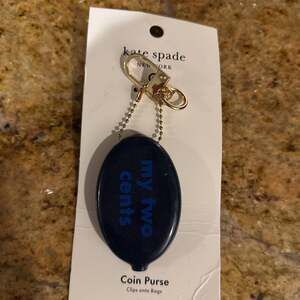 kate spade
NEW YORK
my two
cents
Coin Purse
Clips onto Bags